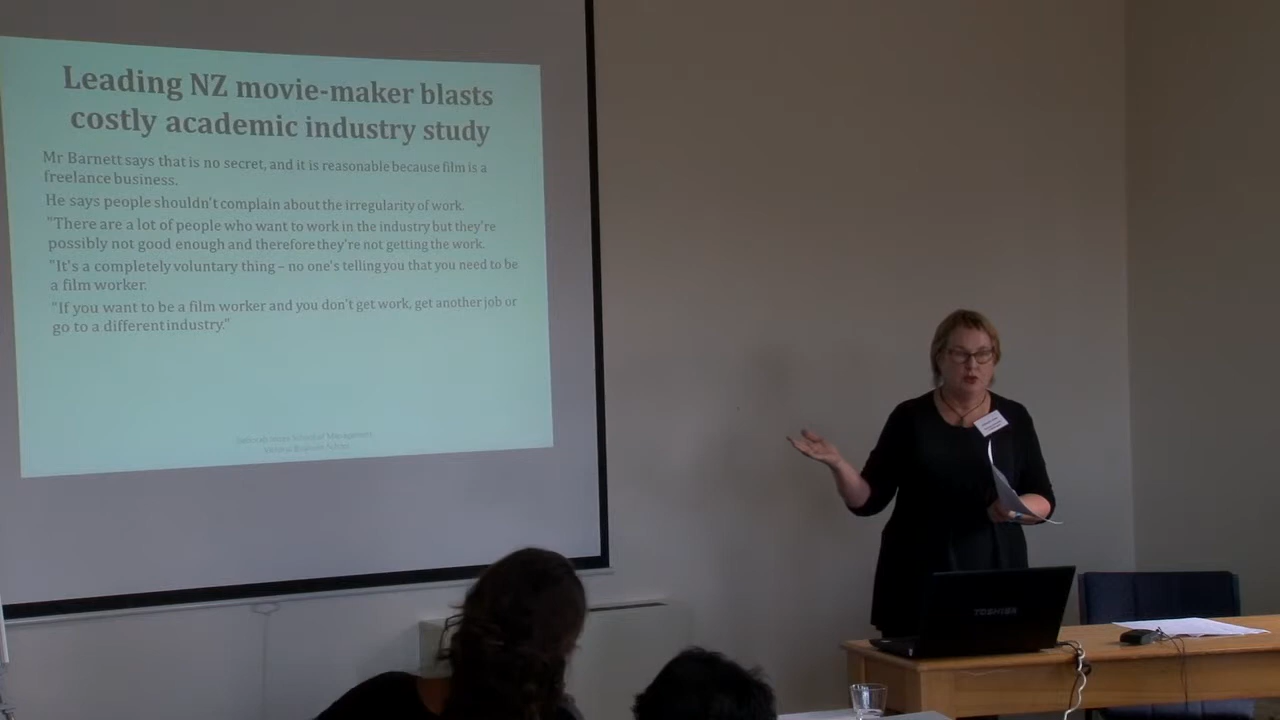 Leading NZ movie-maker blasts
costly academic industry study
Mr Barnett says that is no secret, and it is reasonable because film is a
freelance business.
He says people shouldn't complain about the irregularity of work.
"There are a lot of people who want to work in the industry but they're
possibly not good enough and therefore they're not getting the work.
"It's a completely voluntary thing – no one's telling you that you need to be
a film worker.
"If you want to be a film worker and you don't get work, get another job or
go to a different industry."
School of Management
Business School
TOSHIBA